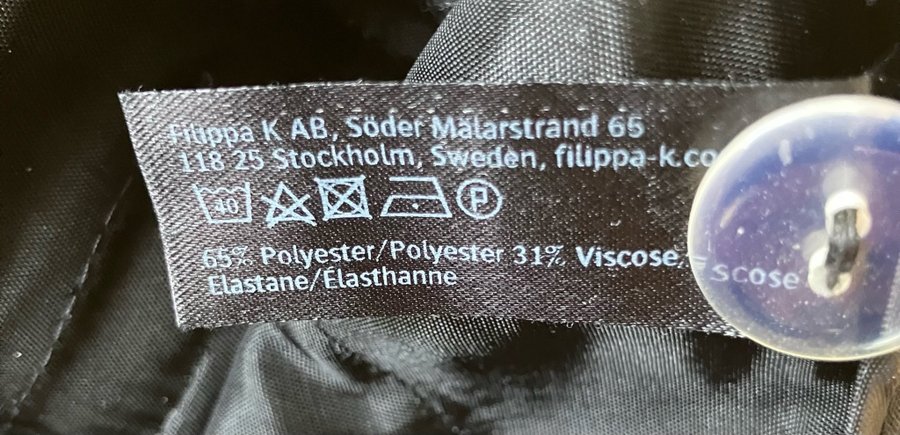 Filippa K AB, Söder Mälarstrand 65
118 25 Stockholm, Sweden, filippa-k.co
40 P
65% Polyester/Polyester 31% Viscose/ scose
Elastane/Elasthanne